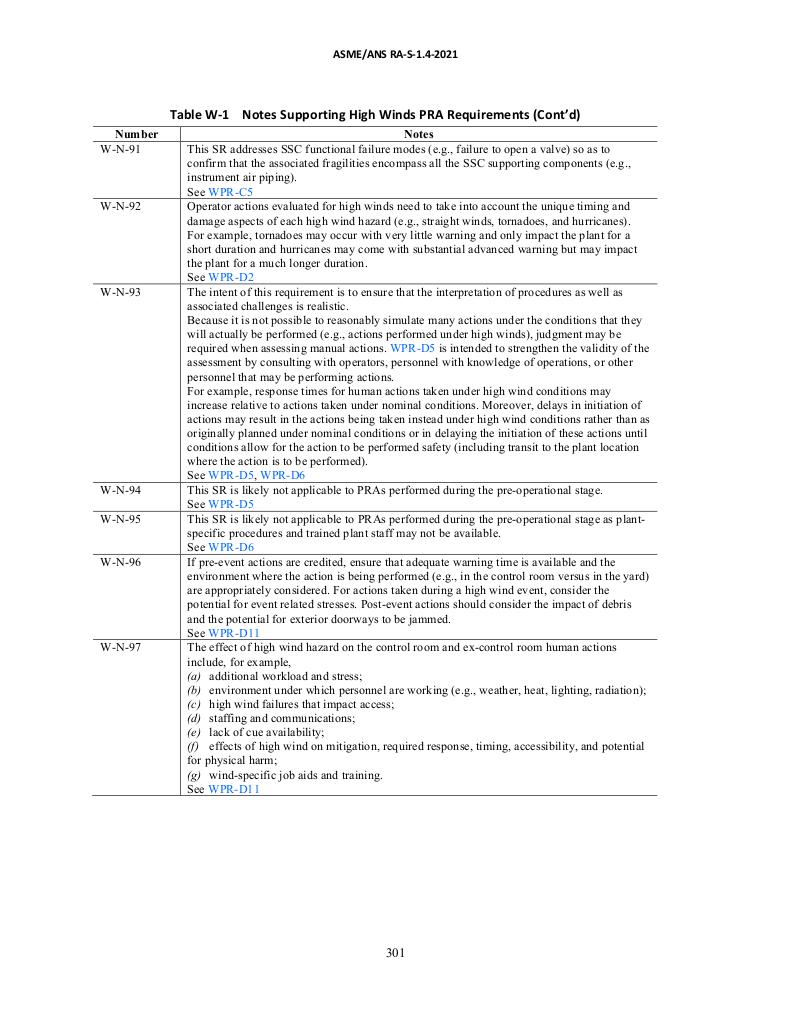 ASME/ANS RA-S-1.4-2021
Table W-1 Notes Supporting High Winds PRA Requirements (Cont'd)
Number Notes
W-N-91 This SR addresses SSC functional failure modes (e.g., failure to open a valve) so as to
confirm that the associated fragilities encompass all the SSC supporting components (e.g.,
instrument air piping).
See WPR-C5
W-N-92 Operator actions evaluated for high winds need to take into account the unique timing and
damage aspects of each high wind hazard (e.g., straight winds, tornadoes, and hurricanes).
For example, tornadoes may occur with very little warning and only impact the plant for a
short duration and hurricanes may come with substantial advanced warning but may impact
the plant for a much longer duration.
See WPR-D2
W-N-93 The intent of this requirement is to ensure that the interpretation of procedures as well as
associated challenges is realistic.
Because it is not possible to reasonably simulate many actions under the conditions that they
will actually be performed (e.g., actions performed under high winds), judgment may be
required when assessing manual actions. WPR-D5 is intended to strengthen the validity of the
assessment by consulting with operators, personnel with knowledge of operations, or other
personnel that may be performing actions.
For example, response times for human actions taken under high wind conditions may
increase relative to actions taken under nominal conditions. Moreover, delays in initiation of
actions may result in the actions being taken instead under high wind conditions rather than as
originally planned under nominal conditions or in delaying the initiation of these actions until
conditions allow for the action to be performed safety (including transit to the plant location
where the action is to be performed).
See WPR-D5, WPR-D6
W-N-94 This SR is likely not applicable to PRAs performed during the pre-operational stage.
See WPR-D5
W-N-95 This SR is likely not applicable to PRAs performed during the pre-operational stage as plant-
specific procedures and trained plant staff may not be available.
See WPR-D6
W-N-96 If pre-event actions are credited, ensure that adequate warning time is available and the
environment where the action is being performed (e.g., in the control room versus in the yard)
are appropriately considered. For actions taken during a high wind event, consider the
potential for event related stresses. Post-event actions should consider the impact of debris
and the potential for exterior doorways to be jammed.
See WPR-D11
W-N-97 The effect of high wind hazard on the control room and ex-control room human actions
include, for example,
(a) additional workload and stress;
(b) environment under which personnel are working (e.g., weather, heat, lighting, radiation);
(c) high wind failures that impact access;
(d) staffing and communications;
(e) lack of cue availability;
(f) effects of high wind on mitigation, required response, timing, accessibility, and potential
for physical harm;
(g) wind-specific job aids and training.
See WPR-D11
301